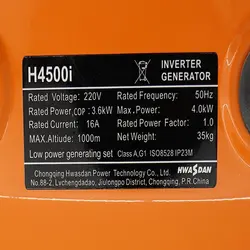 H4500i INVERTER GENERATOR
Rated Voltage: 220V Rated Frequency: 50Hz
Rated Power,COP : 3.6kW Max. Power: 4.0kW
Rated Current: 16A Rated Power Factor: 1.0
MAX.Altiude: 1000m Net Weight: 35kg
Low power generating set Class A,G1 ISO8528 IP23M
Chongqing Hwasdan Power Technology Co.,Ltd.
No.88-2, Lvchengdadao, Jiulongpo District, Chongqing, P.R.China
HWASDAN